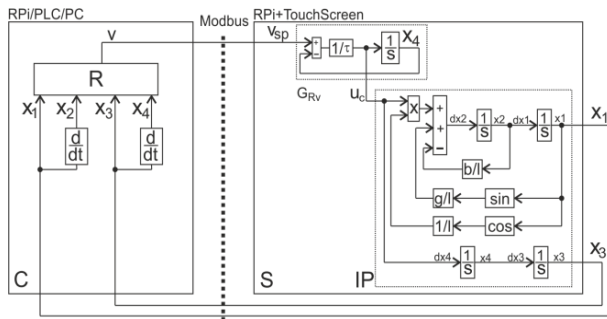 RPi/PLC/PC
Modbus
RPi+TouchScreen
v
v_sp
R
1/τ
1
s
x_4
G_Rv
u_c
x_1
x_2
x_3
x_4
d
dt
d
dt
x
+
+
−
dx2
1
s
x2
dx1
1
s
x1
x_1
b/l
g/l
sin
1/l
cos
dx4
1
s
x4
dx3
1
s
x3
x_3
C
S
IP